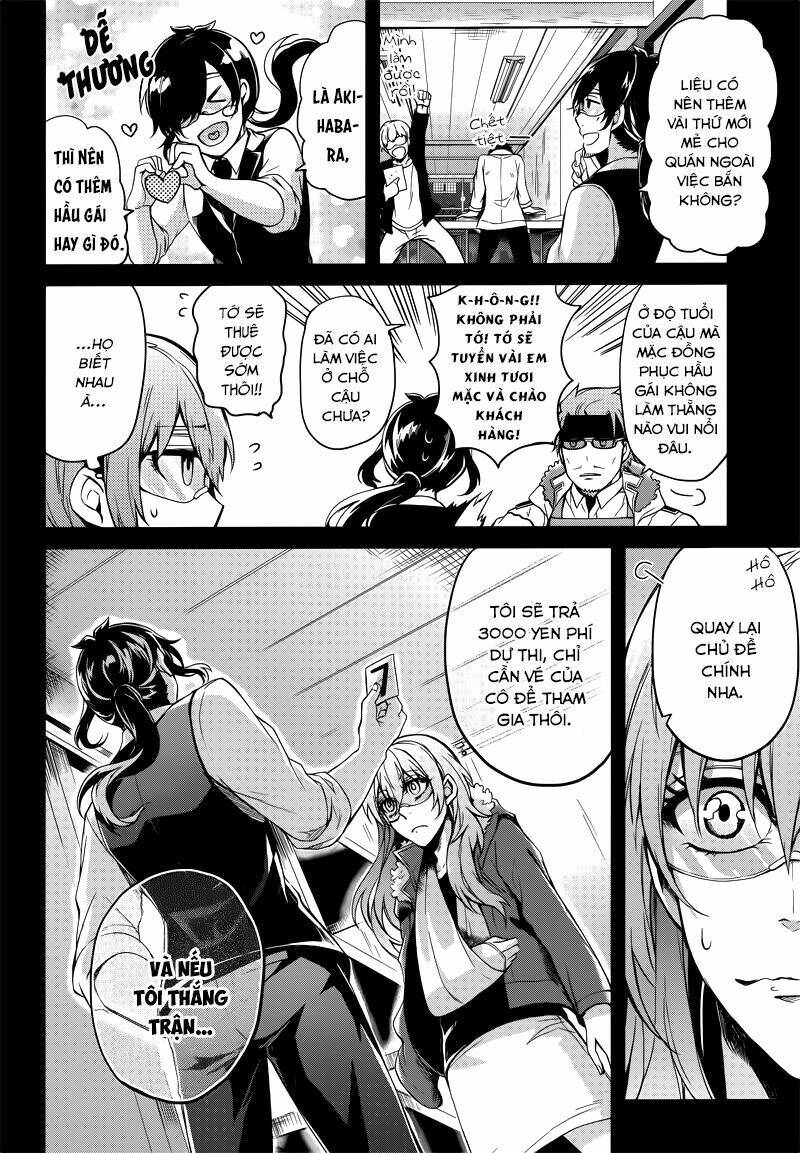 LIỆU CÓ
NÊN THÊM
VÀI THỨ MỚI
MẺ CHO
QUÁN NGOÀI
VIỆC BẮN
KHÔNG?
Chết
tiệt
Mình
làm
được
rồi!
LÀ AKI-
HABA-
RA,
DỄ
THƯƠNG
THÌ NÊN
CÓ THÊM
HẦU GÁI
HAY GÌ ĐÓ.
Ở ĐỘ TUỔI
CỦA CẬU MÀ
MẶC ĐỒNG
PHỤC HẦU
GÁI KHÔNG
LÀM THẰNG
NÀO VUI NỔI
ĐÂU.
K-H-Ô-N-G!!
KHÔNG PHẢI
TỚ! TỚ SẼ
TUYỂN VÀI EM
XINH TƯƠI
MẶC VÀ CHÀO
KHÁCH
HÀNG!
ĐÃ CÓ AI
LÀM VIỆC
Ở CHỖ
CẬU CHƯA?
TỚ SẼ
THUÊ
ĐƯỢC
SỚM
THÔI!!
...HỌ
BIẾT
NHAU
À...
HÔ
HÔ
QUAY LẠI
CHỦ ĐỀ
CHÍNH
NHA.
TÔI SẼ TRẢ
3000 YEN PHÍ
DỰ THI, CHỈ
CẦN VÉ CỦA
CÔ ĐỂ THAM
GIA THÔI.
7
VÀ NẾU
TÔI THẮNG
TRẬN...